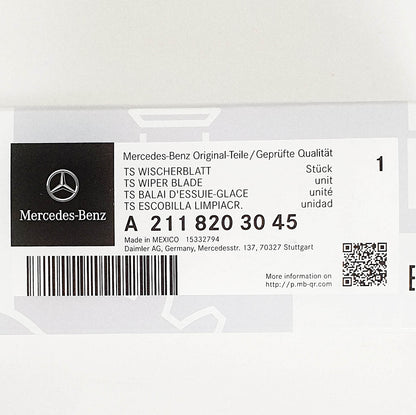 Mercedes-Benz
Mercedes-Benz Original-Teile/Geprüfte Qualität
TS WISCHERBLATT Stück
TS WIPER BLADE unit
TS BALAI D'ESSUIE-GLACE unité
TS ESCOBILLA LIMPIACR. unidad
1
A 211 820 30 45
Made in MEXICO 15332794
Daimler AG, Germany, Mercedesstr. 137, 70327 Stuttgart
More information on
http://p.mb-qr.com